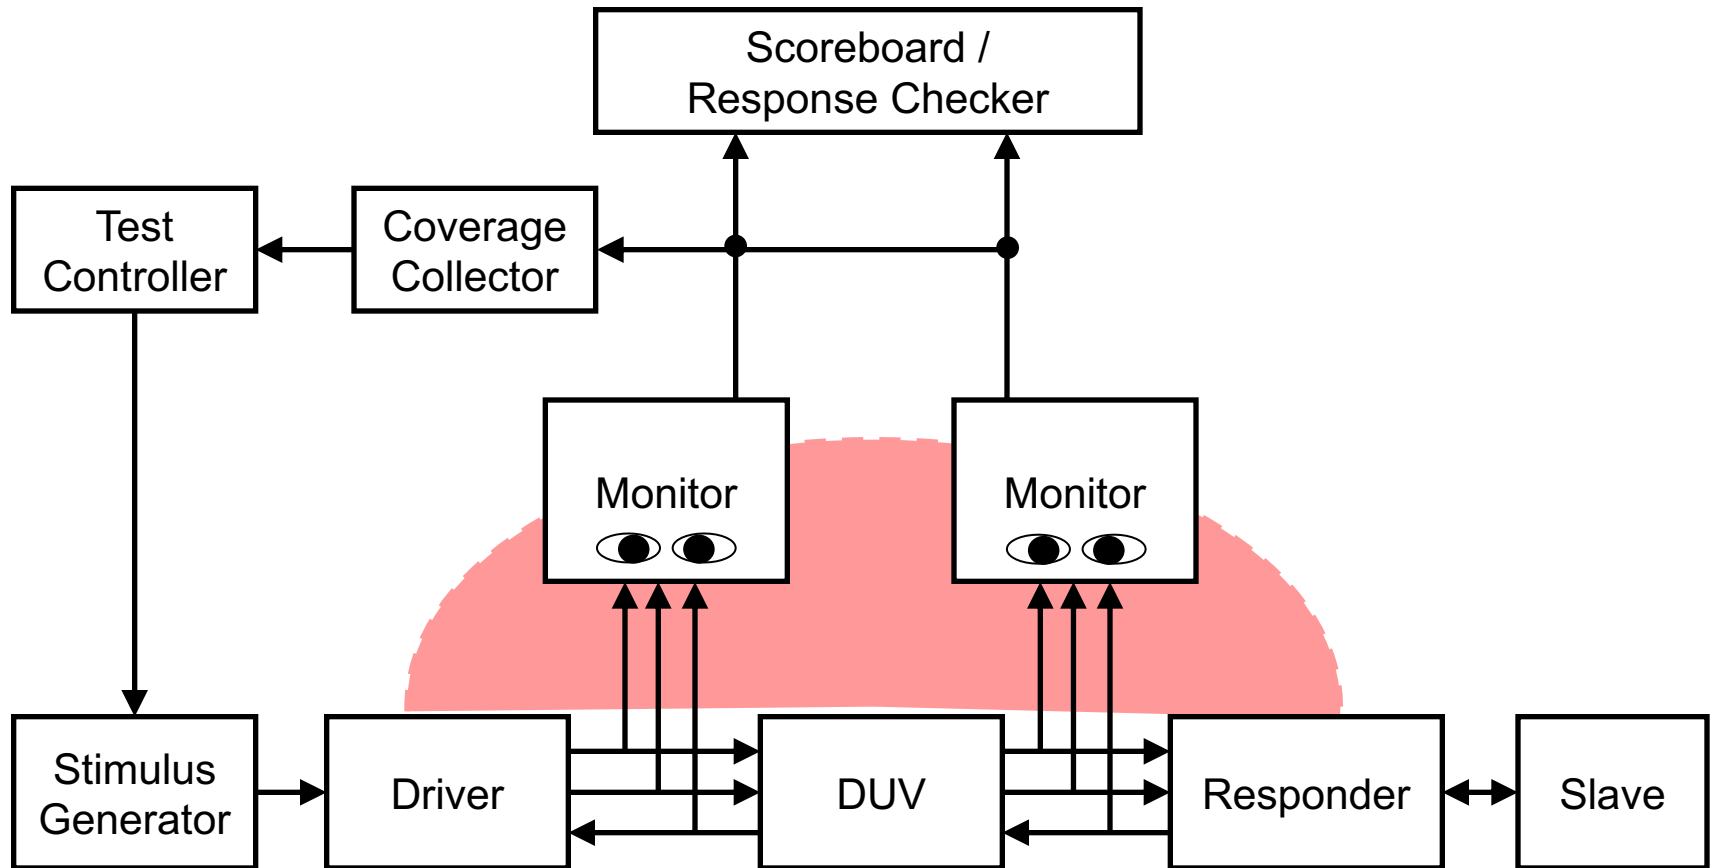 Scoreboard /
Response Checker
Test
Controller
Coverage
Collector
Monitor
Monitor
Stimulus
Generator
Driver
DUV
Responder
Slave